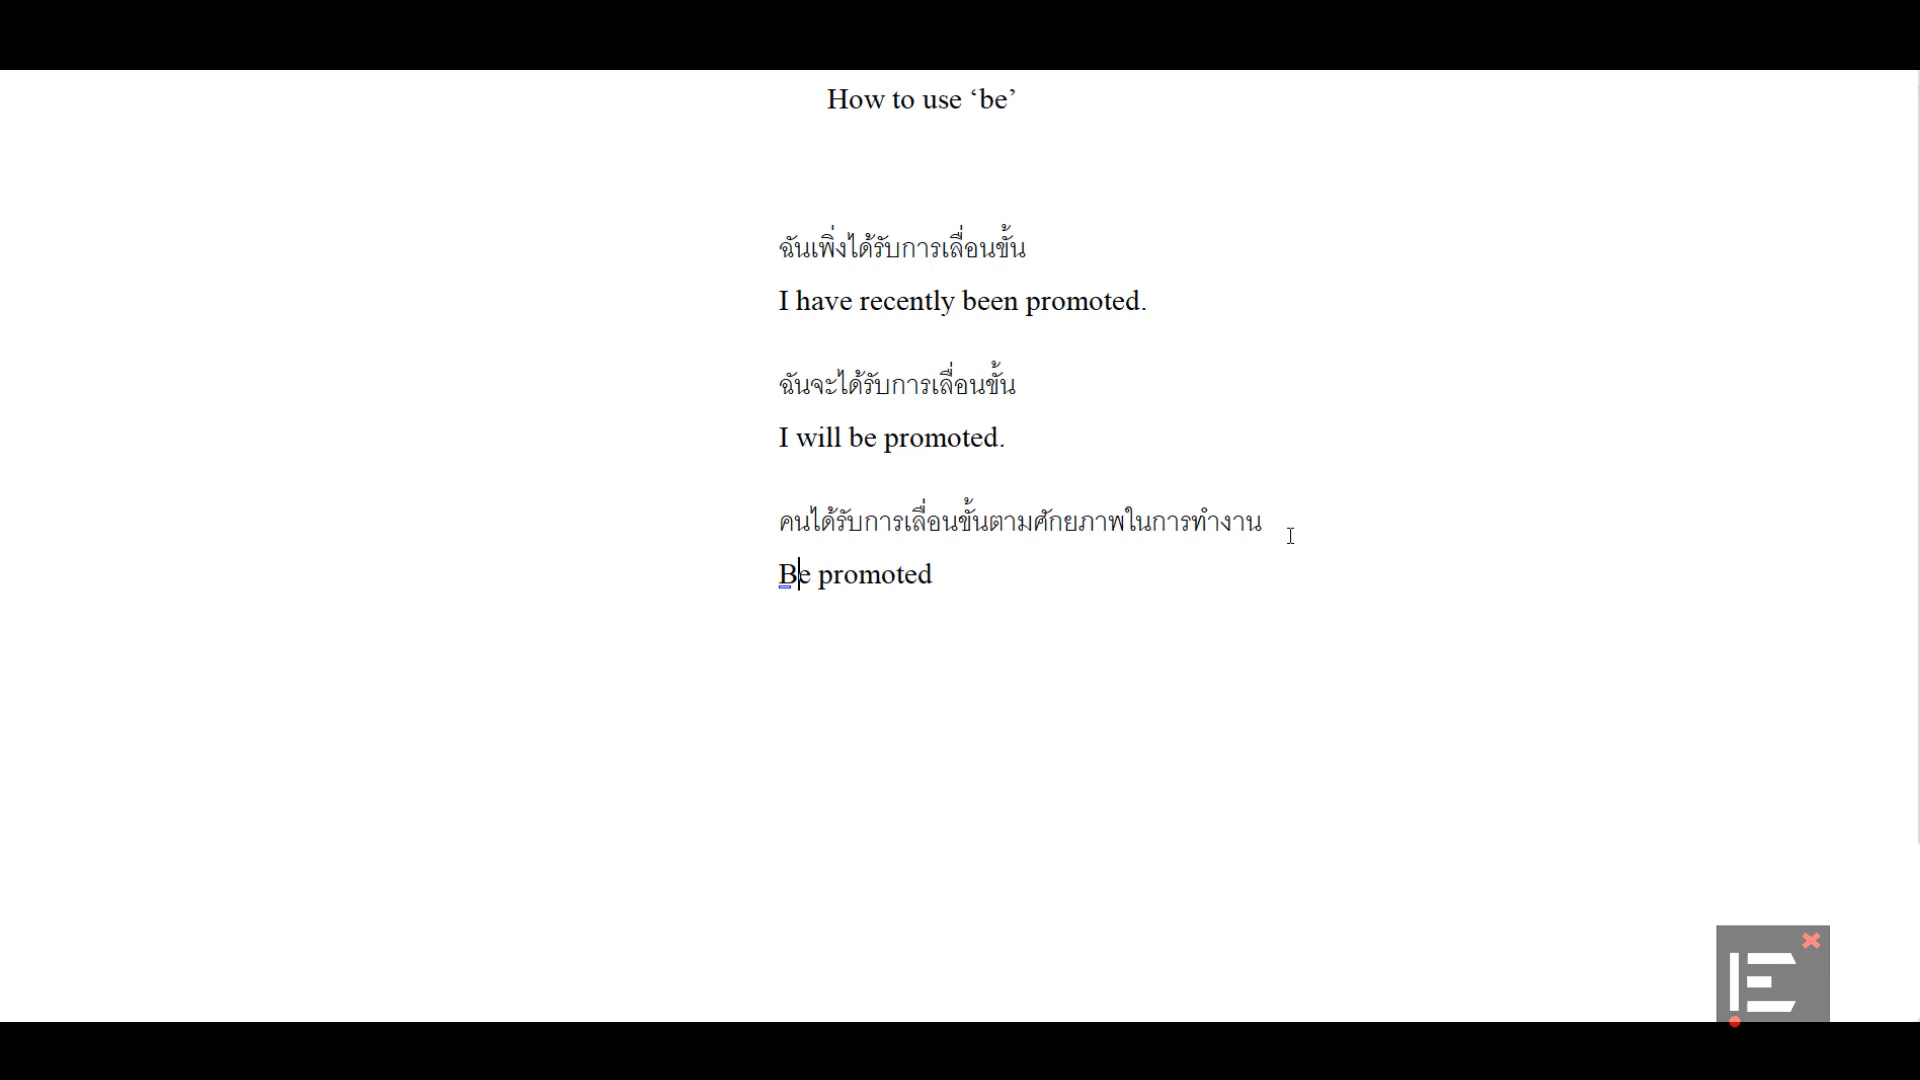 How to use ‘be’
ฉันเพิ่งได้รับการเลื่อนขั้น
I have recently been promoted.
ฉันจะได้รับการเลื่อนขั้น
I will be promoted.
คนได้รับการเลื่อนขั้นตามศักยภาพในการทำงาน
Be promoted